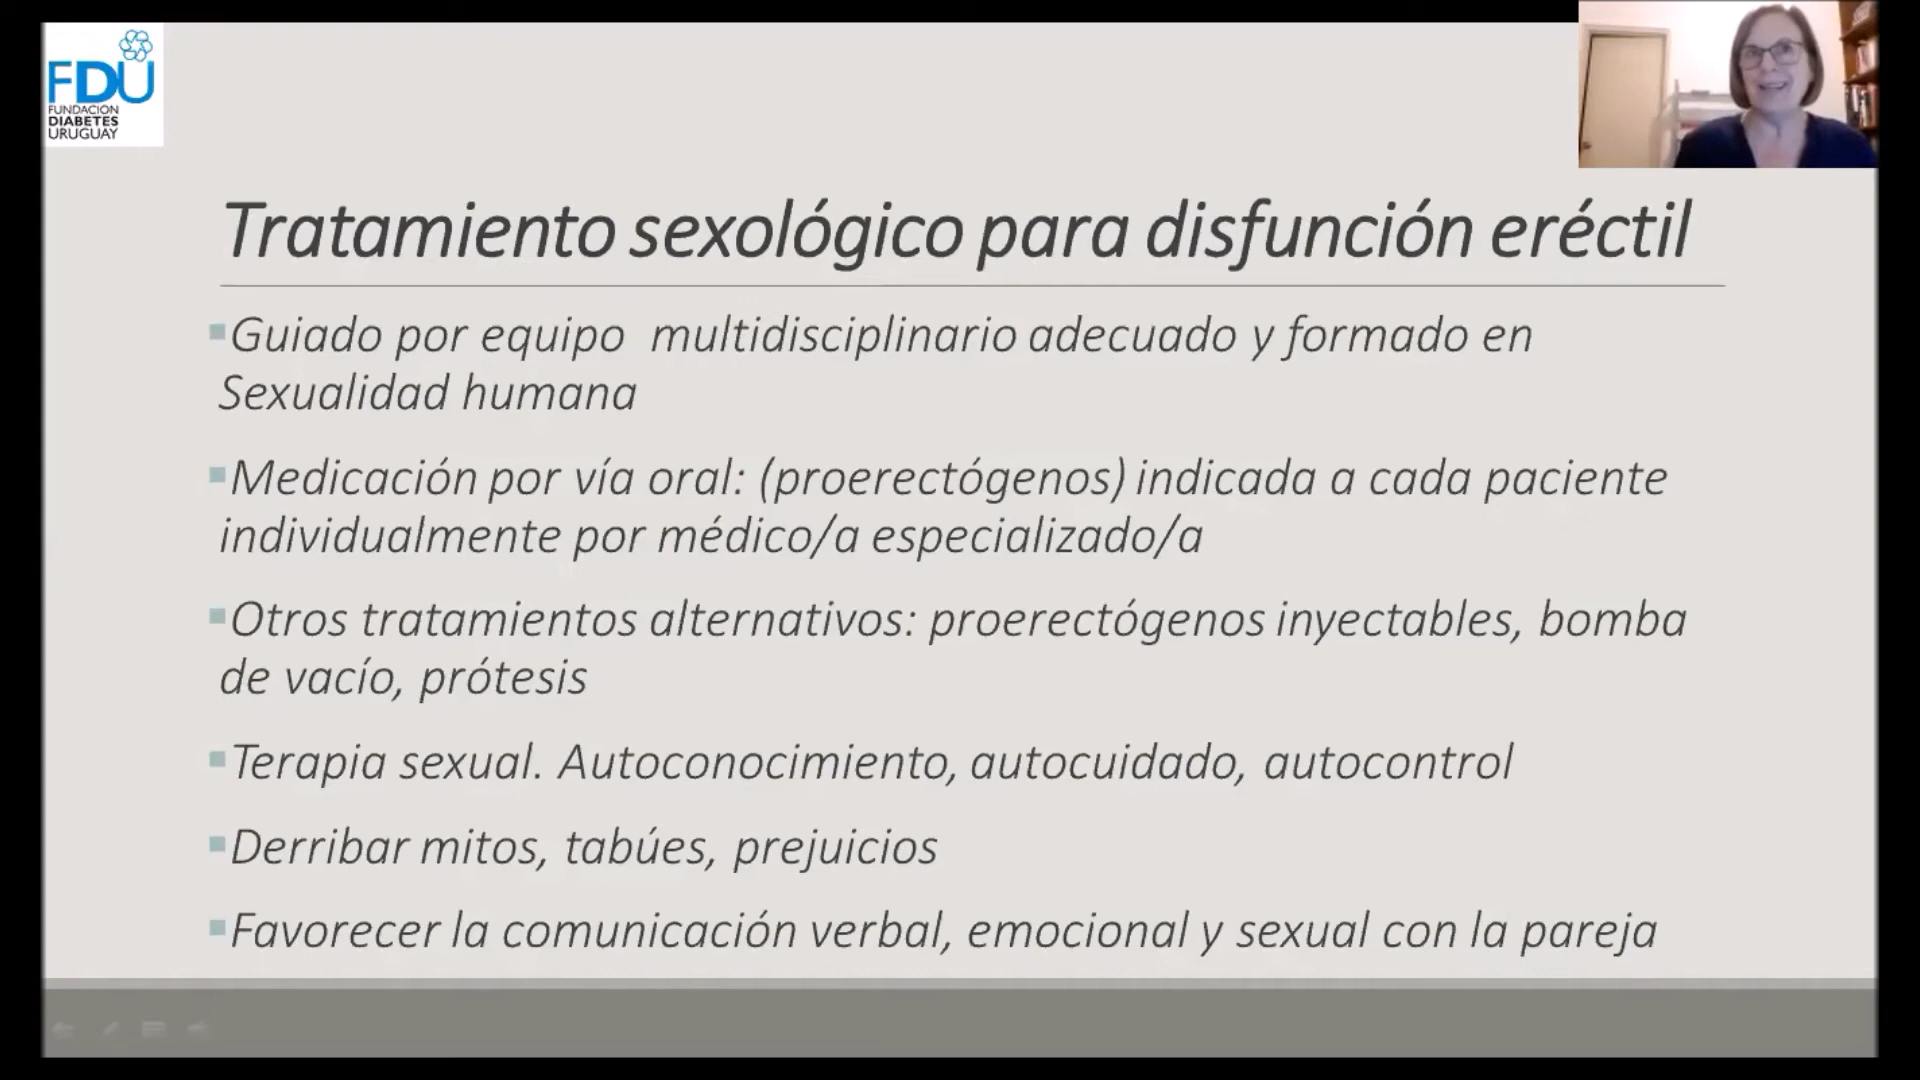 FDU
FUNDACIÓN
DIABETES
URUGUAY
Tratamiento sexológico para disfunción eréctil
Guiado por equipo multidisciplinario adecuado y formado en
Sexualidad humana
Medicación por vía oral: (proerectógenos) indicada a cada paciente
individualmente por médico/a especializado/a
Otros tratamientos alternativos: proerectógenos inyectables, bomba
de vacío, prótesis
Terapia sexual. Autoconocimiento, autocuidado, autocontrol
Derribar mitos, tabúes, prejuicios
Favorecer la comunicación verbal, emocional y sexual con la pareja